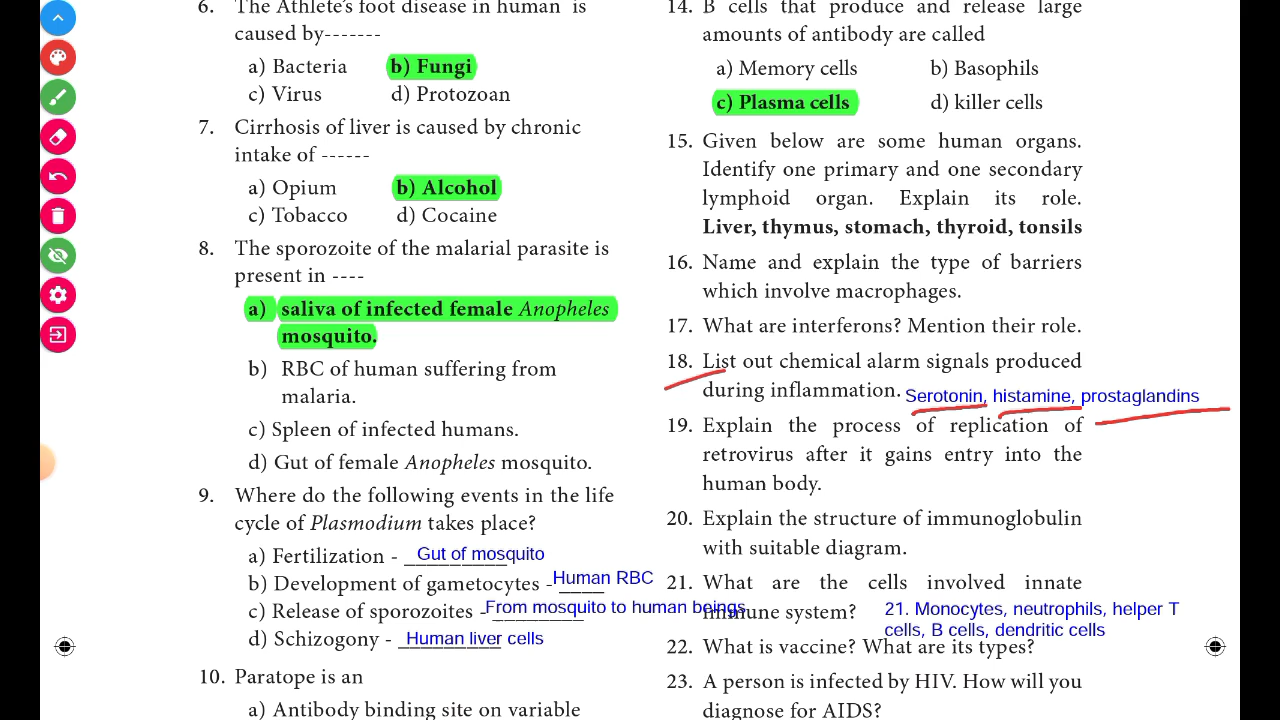 6. The Athlete's foot disease in human is
caused by-------
a) Bacteria b) Fungi
c) Virus d) Protozoan
7. Cirrhosis of liver is caused by chronic
intake of ------
a) Opium b) Alcohol
c) Tobacco d) Cocaine
8. The sporozoite of the malarial parasite is
present in ----
a) saliva of infected female Anopheles
mosquito.
b) RBC of human suffering from
malaria.
c) Spleen of infected humans.
d) Gut of female Anopheles mosquito.
9. Where do the following events in the life
cycle of Plasmodium takes place?
a) Fertilization - Gut of mosquito
b) Development of gametocytes - Human RBC
c) Release of sporozoites - From mosquito to human beings
d) Schizogony - Human liver cells
10. Paratope is an
a) Antibody binding site on variable
14. B cells that produce and release large
amounts of antibody are called
a) Memory cells b) Basophils
c) Plasma cells d) killer cells
15. Given below are some human organs.
Identify one primary and one secondary
lymphoid organ. Explain its role.
Liver, thymus, stomach, thyroid, tonsils
16. Name and explain the type of barriers
which involve macrophages.
17. What are interferons? Mention their role.
18. List out chemical alarm signals produced
during inflammation. Serotonin, histamine, prostaglandins
19. Explain the process of replication of
retrovirus after it gains entry into the
human body.
20. Explain the structure of immunoglobulin
with suitable diagram.
21. What are the cells involved innate
immune system? 21. Monocytes, neutrophils, helper T
cells, B cells, dendritic cells
22. What is vaccine? What are its types?
23. A person is infected by HIV. How will you
diagnose for AIDS?